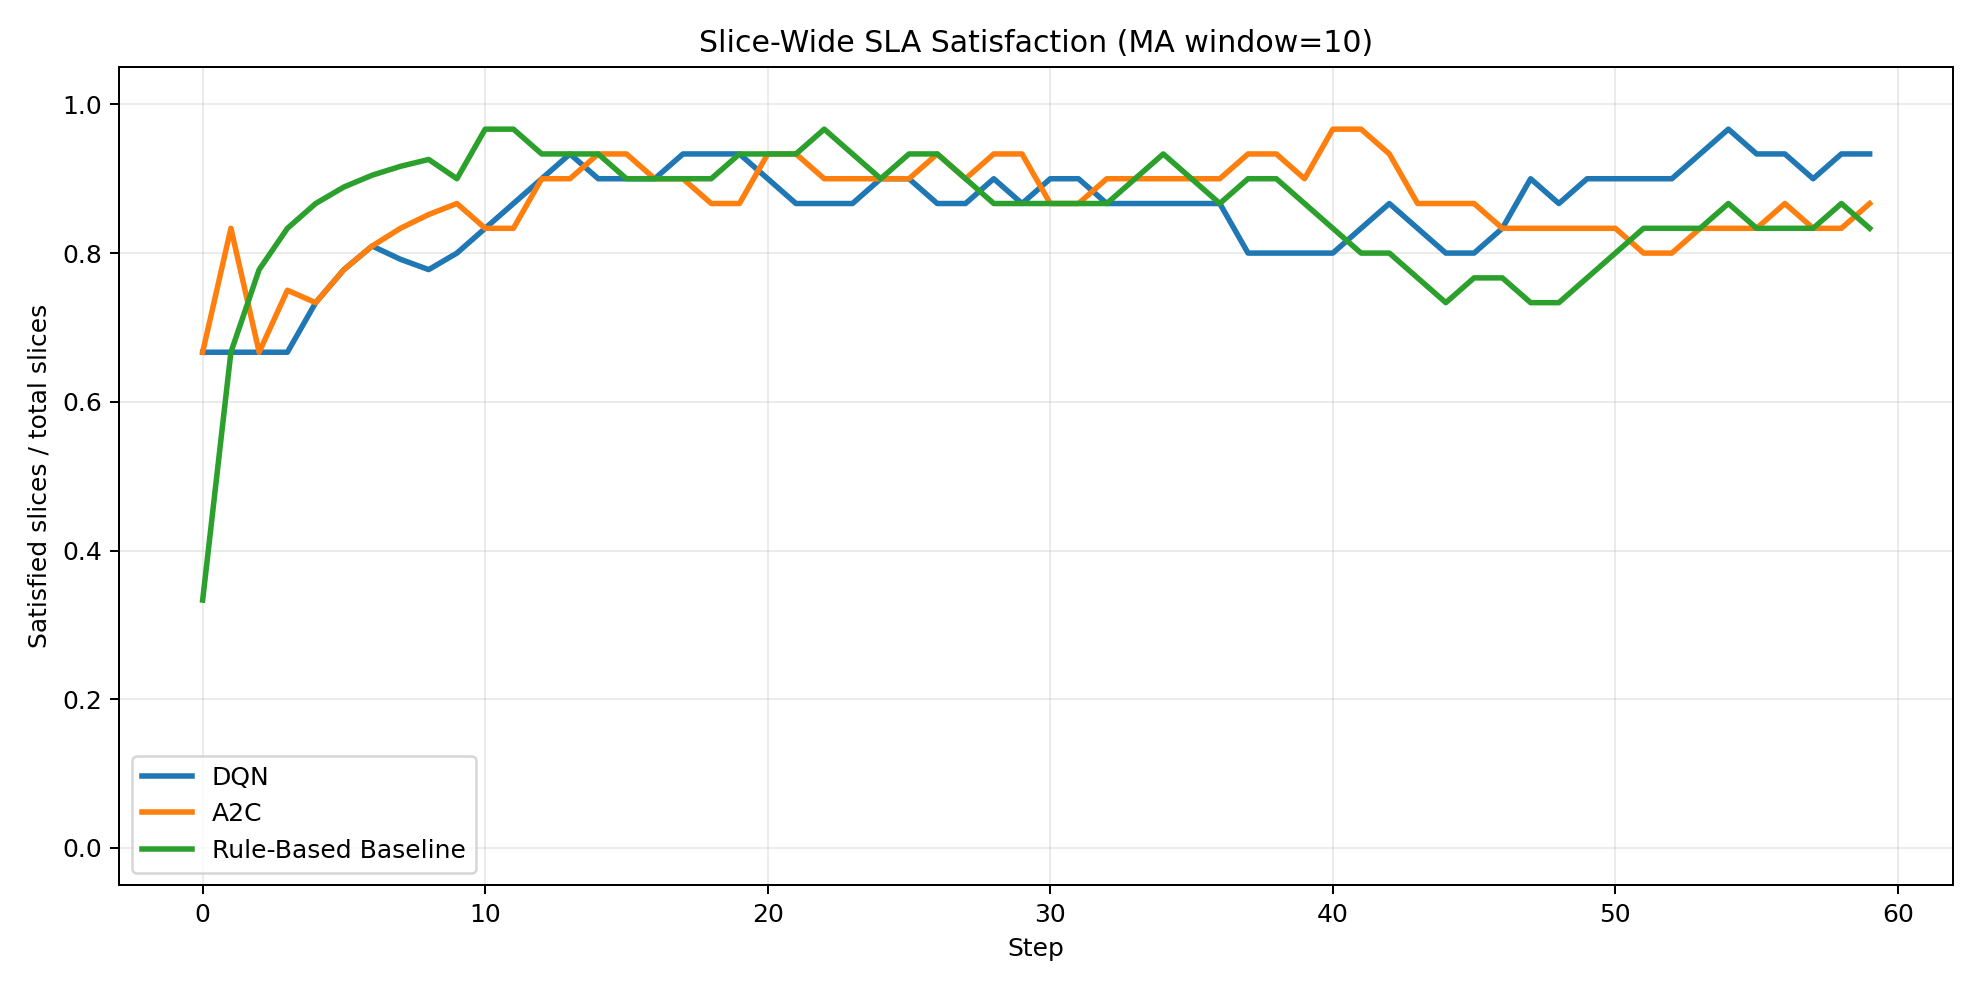 Slice-Wide SLA Satisfaction (MA window=10)
Satisfied slices / total slices
1.0
0.8
0.6
0.4
0.2
0.0
DQN
A2C
Rule-Based Baseline
0 10 20 30 40 50 60
Step